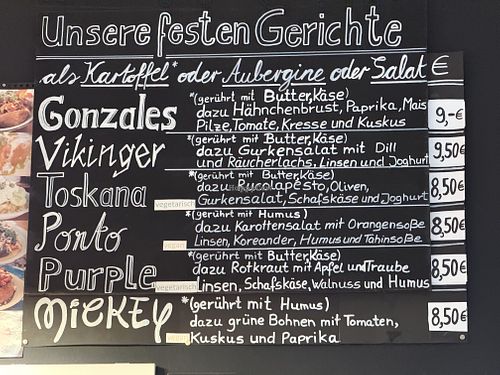 Unsere festen Gerichte
als Kartoffel* oder Aubergine oder Salat €
Gonzales
*(gerührt mit Butter, Käse)
dazu Hähnchenbrust, Paprika, Mais
Pilze, Tomate, Kresse und Kuskus
9,-€
Vikinger
*(gerührt mit Butter, Käse)
dazu Gurkensalat mit Dill
und Räucherlachs, Linsen und Joghurt
9,50€
Toskana
vegetarisch
*(gerührt mit Butter, Käse)
dazu Rucolapesto, Oliven,
Gurkensalat, Schafskäse und Joghurt
8,50€
Porto
vegan
*(gerührt mit Humus)
dazu Karottensalat mit Orangensoße
Linsen, Koreander, Humus und Tahinsoße
8,50€
Purple
vegetarisch
*(gerührt mit Butter, Käse)
dazu Rotkraut mit Apfel und Traube
Linsen, Schafskäse, Walnuss und Humus
8,50€
MicKEY
*(gerührt mit Humus)
dazu grüne Bohnen mit Tomaten,
Kuskus und Paprika
8,50€